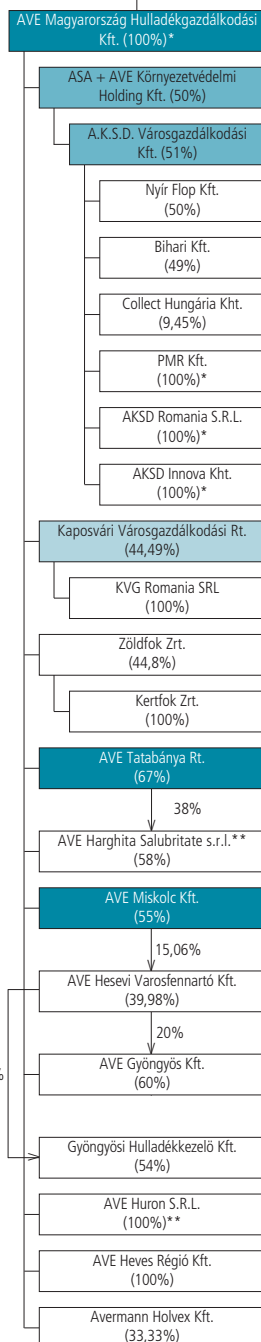 AVE Magyarország Hulladékgazdálkodási
Kft. (100%)*
ASA + AVE Környezetvédelmi
Holding Kft. (50%)
A.K.S.D. Városgazdálkodási
Kft. (51%)
Nyír Flop Kft.
(50%)
Bihari Kft.
(49%)
Collect Hungária Kht.
(9,45%)
PMR Kft.
(100%)*
AKSD Romania S.R.L.
(100%)*
AKSD Innova Kht.
(100%)*
Kaposvári Városgazdálkodási Rt.
(44,49%)
KVG Romania SRL
(100%)
Zöldfok Zrt.
(44,8%)
Kertfok Zrt.
(100%)
AVE Tatabánya Rt.
(67%)
38%
AVE Harghita Salubritate s.r.l.**
(58%)
AVE Miskolc Kft.
(55%)
15,06%
AVE Hesevi Varosfennartó Kft.
(39,98%)
20%
AVE Gyöngyös Kft.
(60%)
Gyöngyösi Hulladékkezelö Kft.
(54%)
AVE Huron S.R.L.
(100%)**
AVE Heves Régió Kft.
(100%)
Avermann Holvex Kft.
(33,33%)